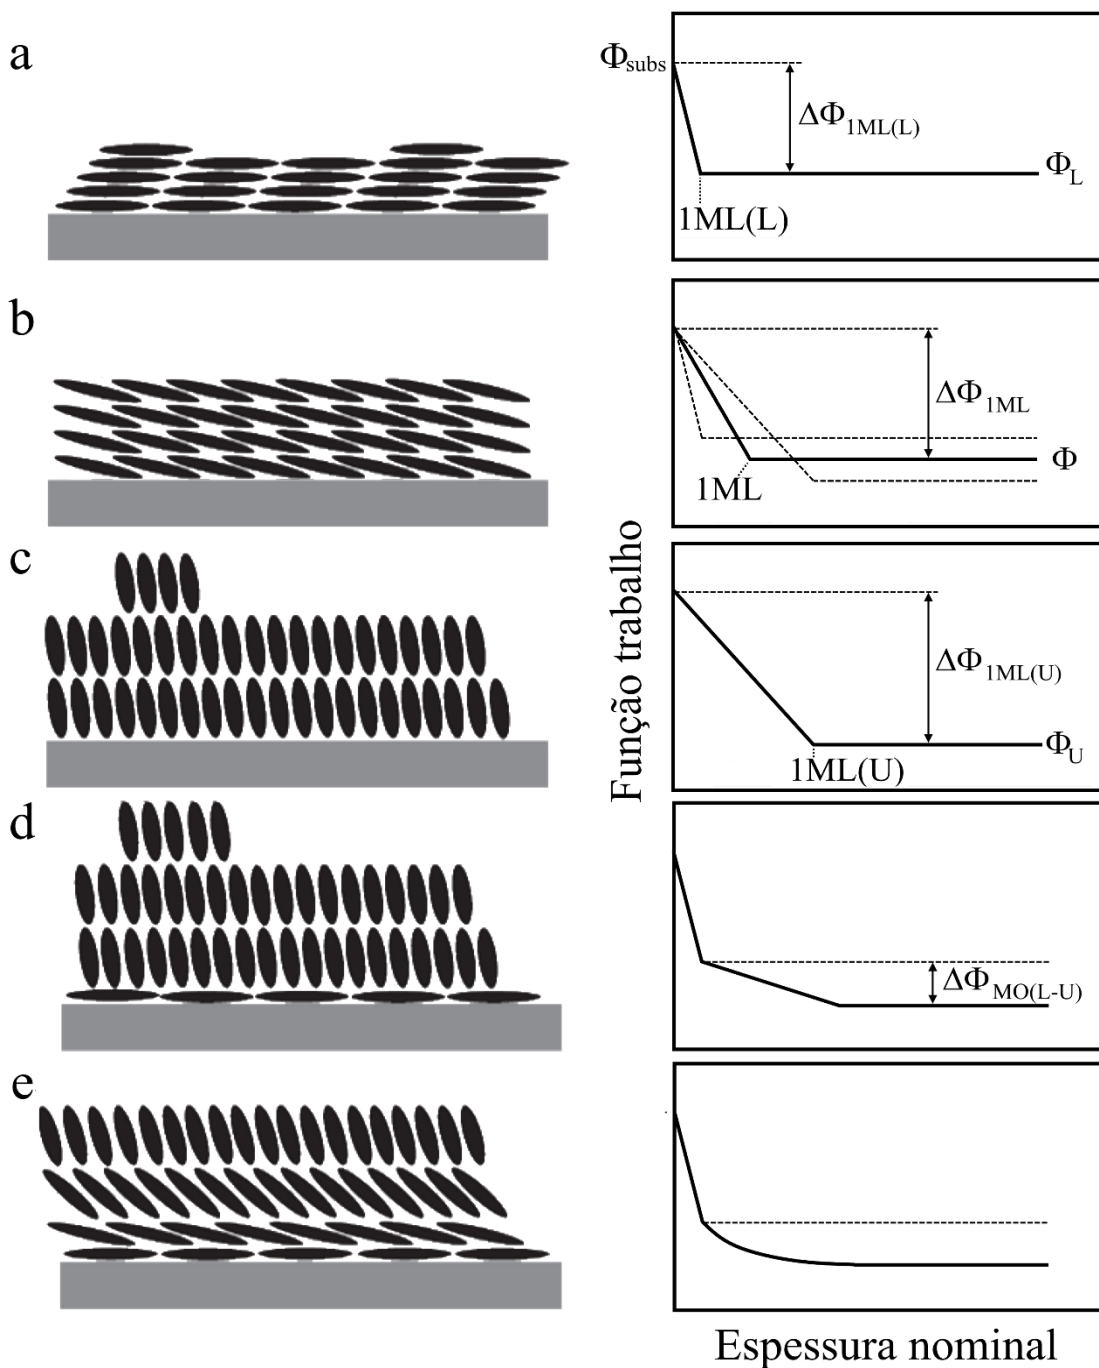 a
Φsubs
ΔΦ1ML(L)
ΦL
1ML(L)
b
ΔΦ1ML
Φ
1ML
c
ΔΦ1ML(U)
ΦU
1ML(U)
Função trabalho
d
ΔΦMO(L-U)
e
Espessura nominal